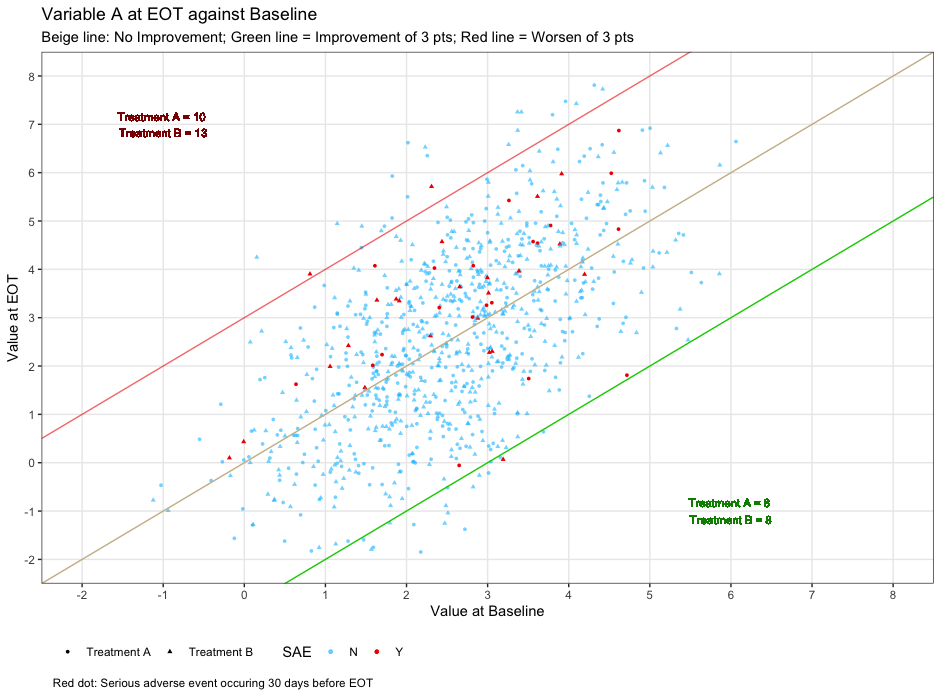 Variable A at EOT against Baseline
Beige line: No Improvement; Green line = Improvement of 3 pts; Red line = Worsen of 3 pts
Value at EOT
8
7
6
5
4
3
2
1
0
-1
-2
Treatment A = 10
Treatment B = 13
Treatment A = 6
Treatment B = 8
-2 -1 0 1 2 3 4 5 6 7 8
Value at Baseline
Treatment A Treatment B SAE N Y
Red dot: Serious adverse event occuring 30 days before EOT